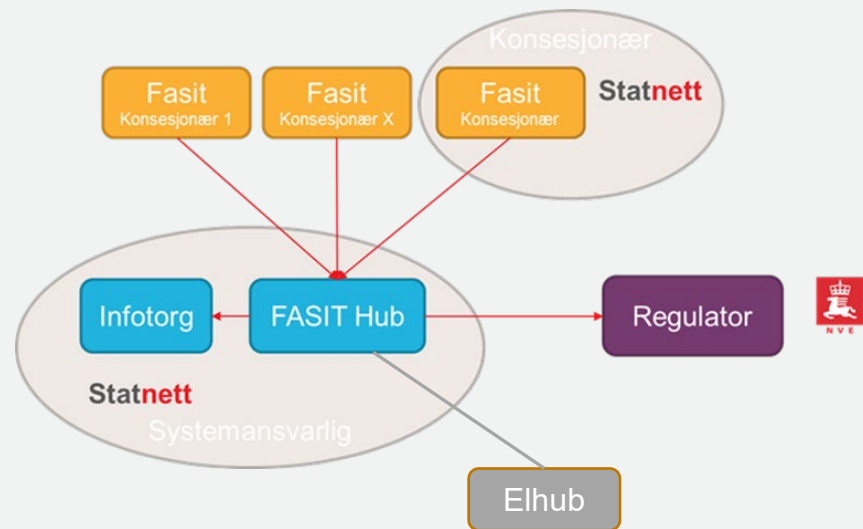 Konsesjonær
Fasit
Konsesjonær 1
Fasit
Konsesjonær X
Fasit
Konsesjonær
Statnett
Infotorg
FASIT Hub
Regulator
NVE
Statnett
Systemansvarlig
Elhub